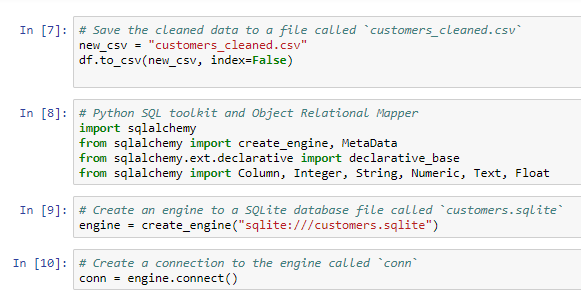 In [7]: # Save the cleaned data to a file called `customers_cleaned.csv`
new_csv = "customers_cleaned.csv"
df.to_csv(new_csv, index=False)
In [8]: # Python SQL toolkit and Object Relational Mapper
import sqlalchemy
from sqlalchemy import create_engine, MetaData
from sqlalchemy.ext.declarative import declarative_base
from sqlalchemy import Column, Integer, String, Numeric, Text, Float
In [9]: # Create an engine to a SQLite database file called `customers.sqlite`
engine = create_engine("sqlite:///customers.sqlite")
In [10]: # Create a connection to the engine called `conn`
conn = engine.connect()